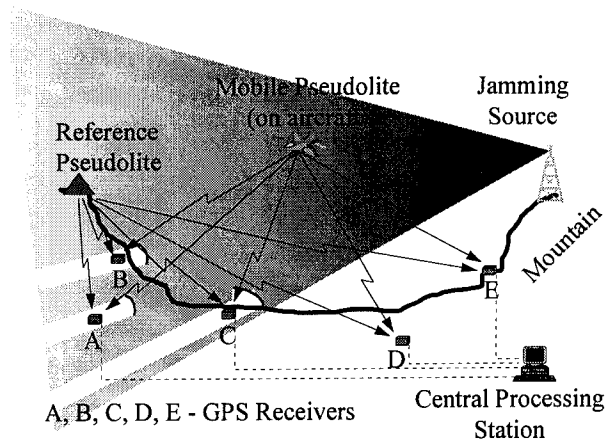 Mobile Pseudolite
(on aircraft)
Jamming
Source
Reference
Pseudolite
Mountain
B
A
C
D
E
Central Processing
Station
A, B, C, D, E - GPS Receivers